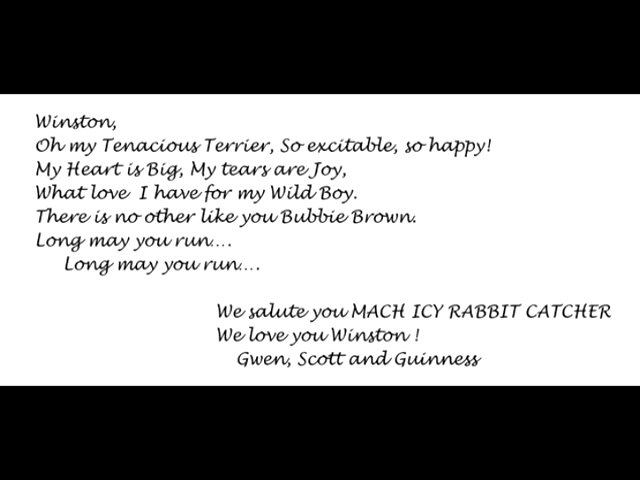 Winston,
Oh my Tenacious Terrier, So excitable, so happy!
My Heart is Big, My tears are Joy,
What love I have for my Wild Boy.
There is no other like you Bubbie Brown.
Long may you run....
Long may you run....
We salute you MACH ICY RABBIT CATCHER
We love you Winston !
Gwen, Scott and Guinness